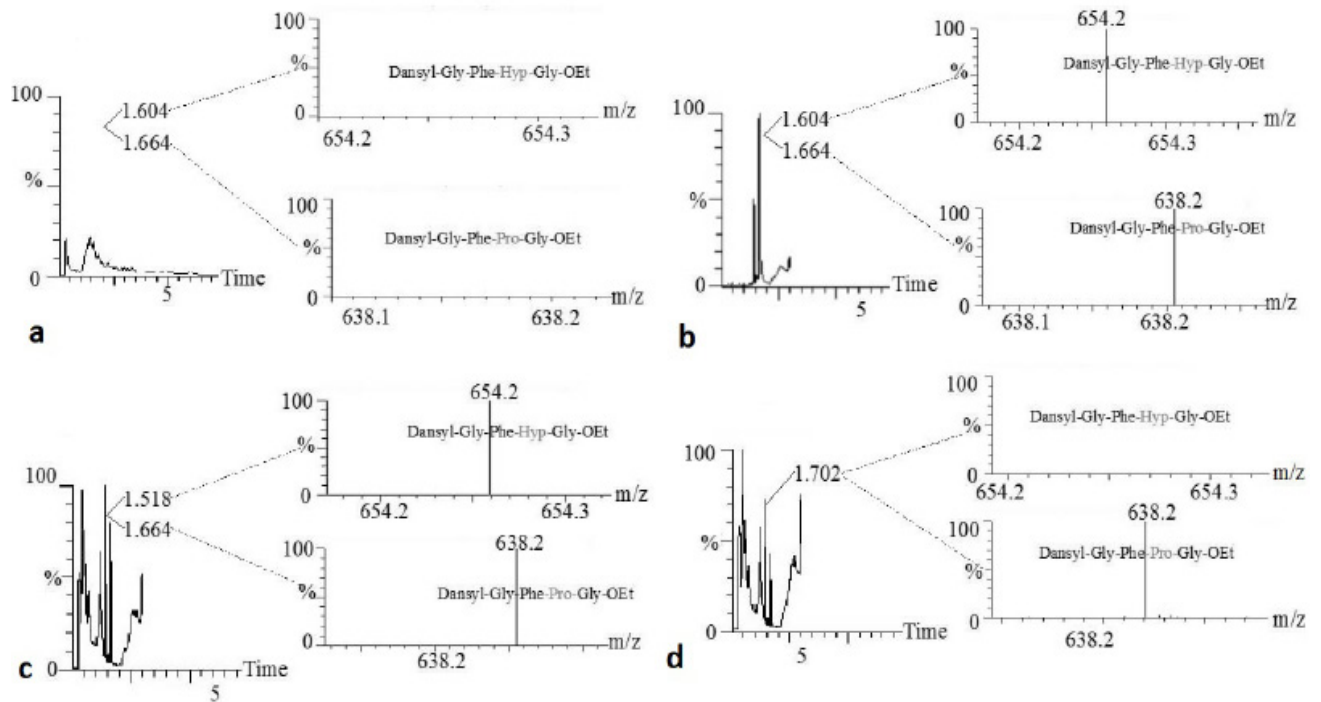 100
%
Dansyl-Gly-Phe-Hyp-Gly-OEt
0
m/z
654.2 654.3
100
1.604
1.664
%
0
Time
5
100
Dansyl-Gly-Phe-Pro-Gly-OEt
%
0
m/z
638.1 638.2
a
654.2
100
%
Dansyl-Gly-Phe-Hyp-Gly-OEt
0
m/z
654.2 654.3
100
1.604
1.664
%
0
Time
5
638.2
100
Dansyl-Gly-Phe-Pro-Gly-OEt
%
0
m/z
638.1 638.2
b
654.2
100
Dansyl-Gly-Phe-Hyp-Gly-OEt
%
0
m/z
654.2 654.3
100
1.518
1.664
%
0
Time
5
638.2
100
Dansyl-Gly-Phe-Pro-Gly-OEt
%
0
m/z
638.2
c
100
Dansyl-Gly-Phe-Hyp-Gly-OEt
%
0
m/z
654.2 654.3
100
1.702
%
0
Time
5
638.2
100
Dansyl-Gly-Phe-Pro-Gly-OEt
%
0
m/z
638.2
d